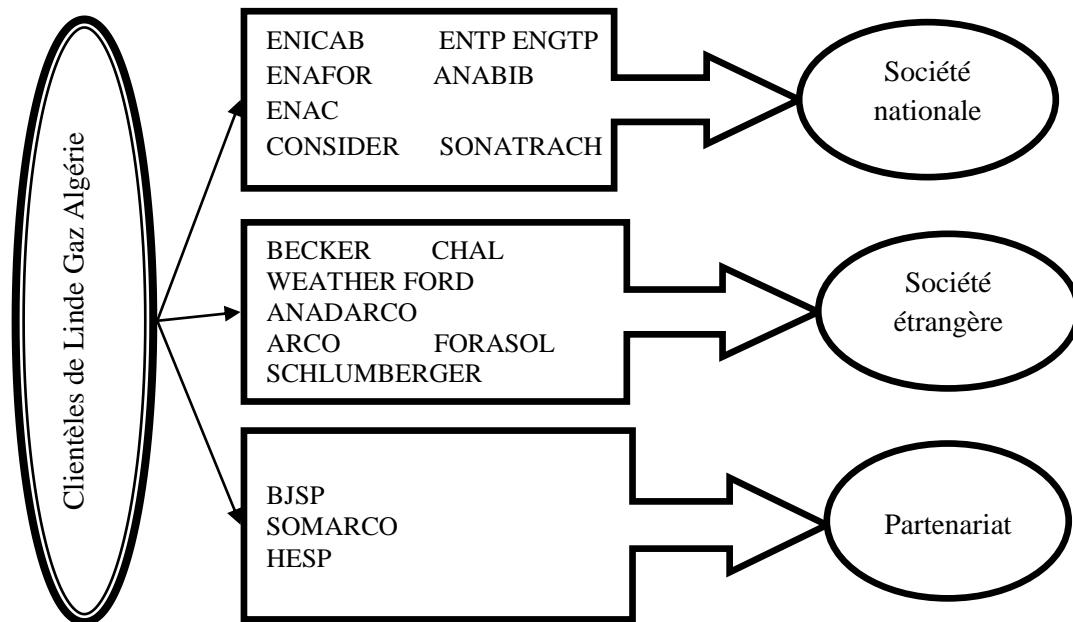 Clientèles de Linde Gaz Algérie
ENICAB ENTP ENGTP
ENAFOR ANABIB
ENAC
CONSIDER SONATRACH
Société
nationale
BECKER CHAL
WEATHER FORD
ANADARCO
ARCO FORASOL
SCHLUMBERGER
Société
étrangère
BJSP
SOMARCO
HESP
Partenariat